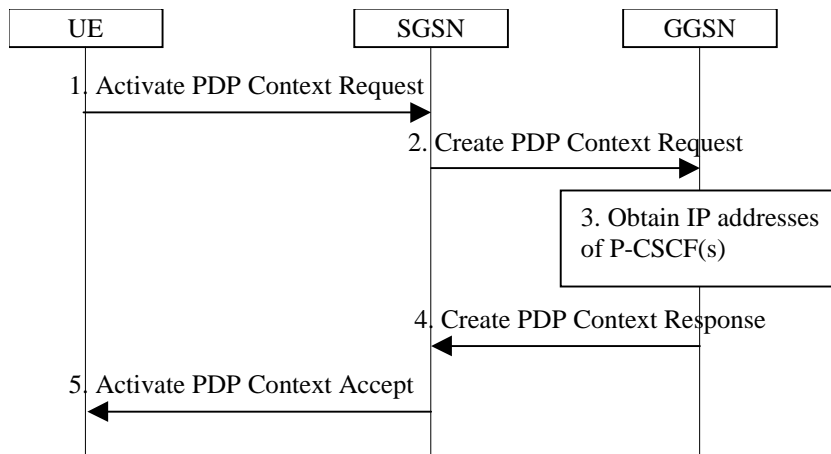 UE
SGSN
GGSN
1. Activate PDP Context Request
2. Create PDP Context Request
3. Obtain IP addresses
of P-CSCF(s)
4. Create PDP Context Response
5. Activate PDP Context Accept